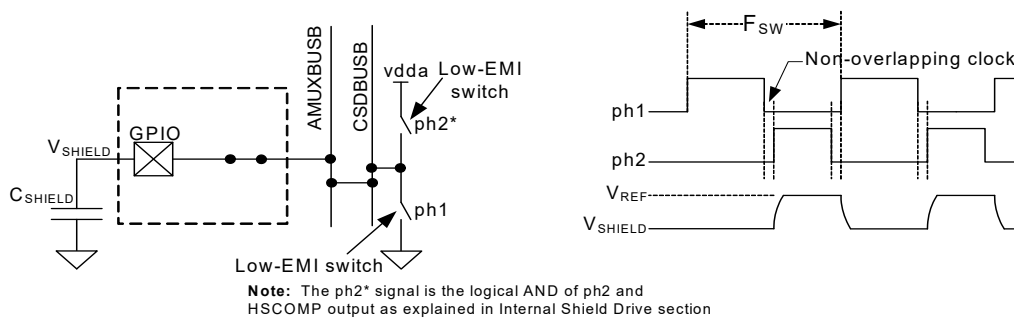 AMUXBUSB
CSDBUSB
vdda
Low-EMI
switch
ph2*
GPIO
VSHIELD
CSHIELD
ph1
Low-EMI switch
Note: The ph2* signal is the logical AND of ph2 and
HSCOMP output as explained in Internal Shield Drive section
FSW
Non-overlapping clock
ph1
ph2
VREF
VSHIELD